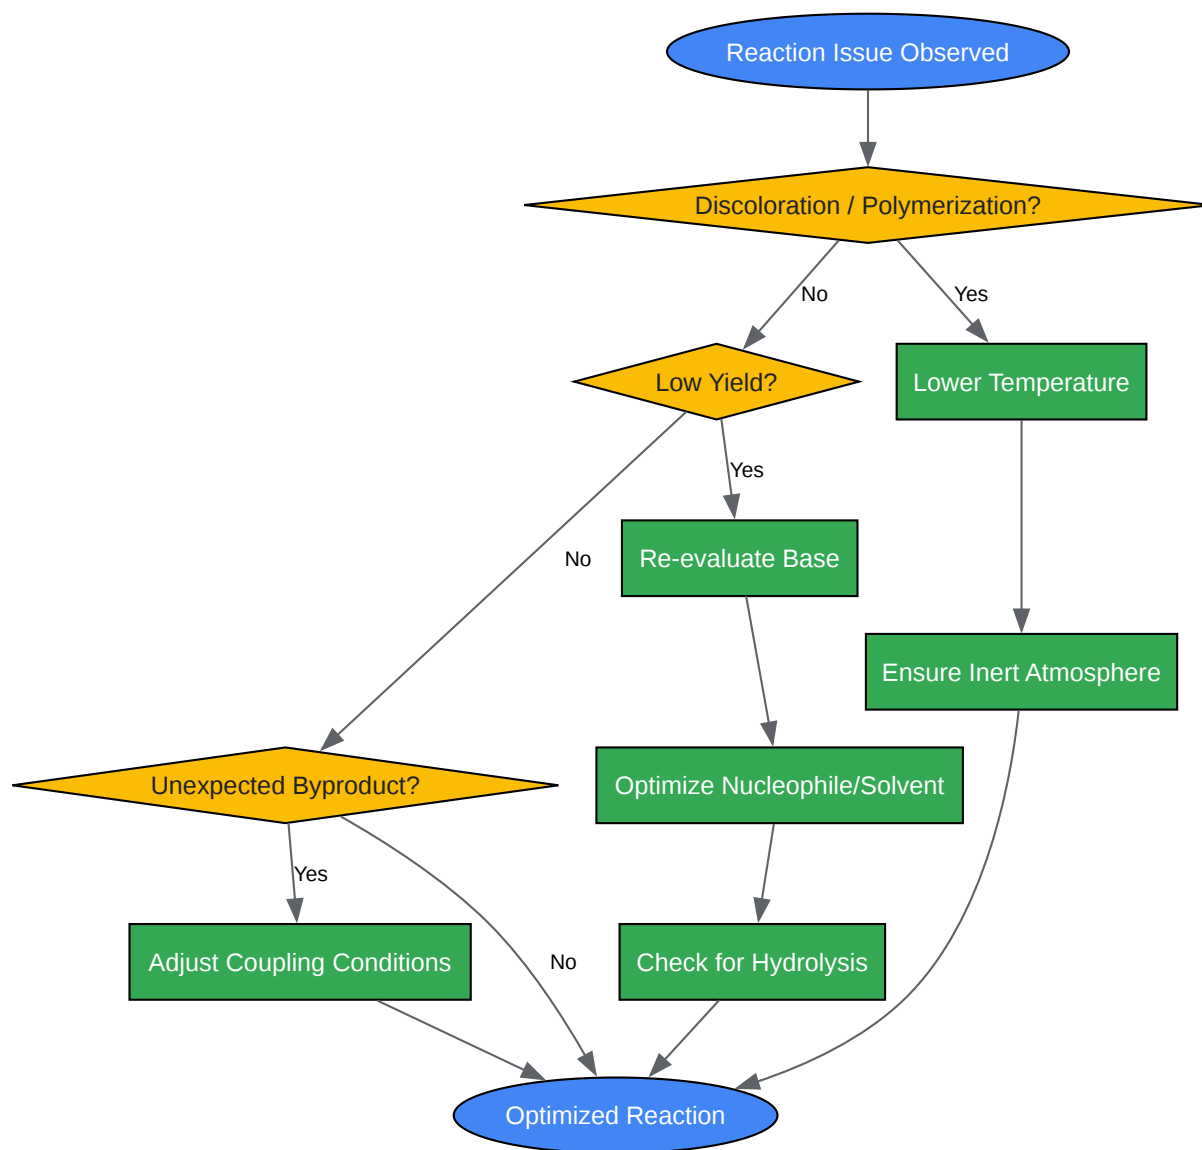 Reaction Issue Observed
Discoloration / Polymerization?
No
Yes
Low Yield?
Lower Temperature
Yes
No
Re-evaluate Base
Ensure Inert Atmosphere
Unexpected Byproduct?
Optimize Nucleophile/Solvent
Yes
Adjust Coupling Conditions
No
Check for Hydrolysis
Optimized Reaction